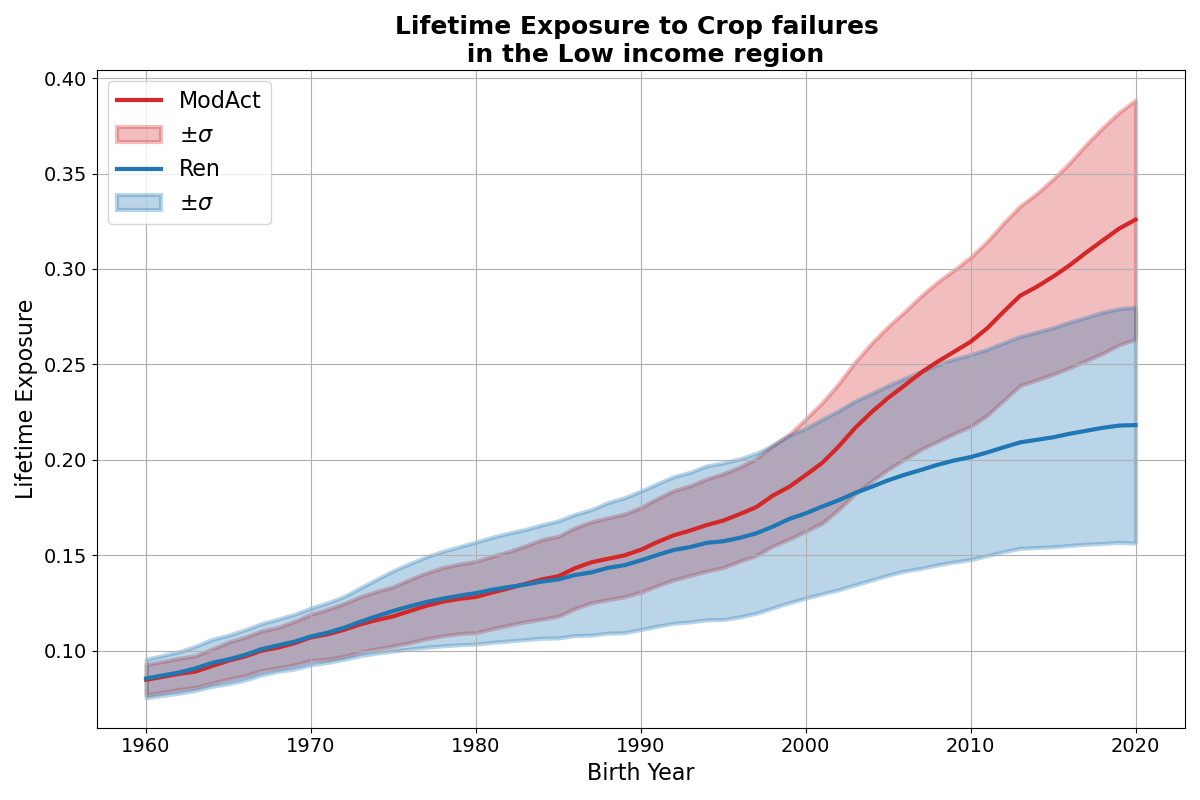 Lifetime Exposure to Crop failures
in the Low income region
ModAct
±σ
Ren
±σ
Lifetime Exposure
0.40
0.35
0.30
0.25
0.20
0.15
0.10
1960
1970
1980
1990
2000
2010
2020
Birth Year